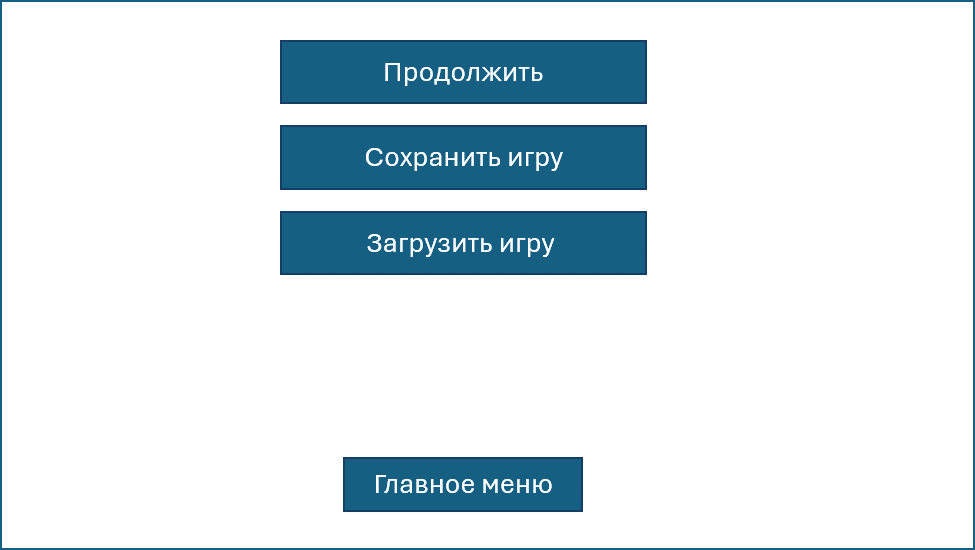 Продолжить
Сохранить игру
Загрузить игру
Главное меню